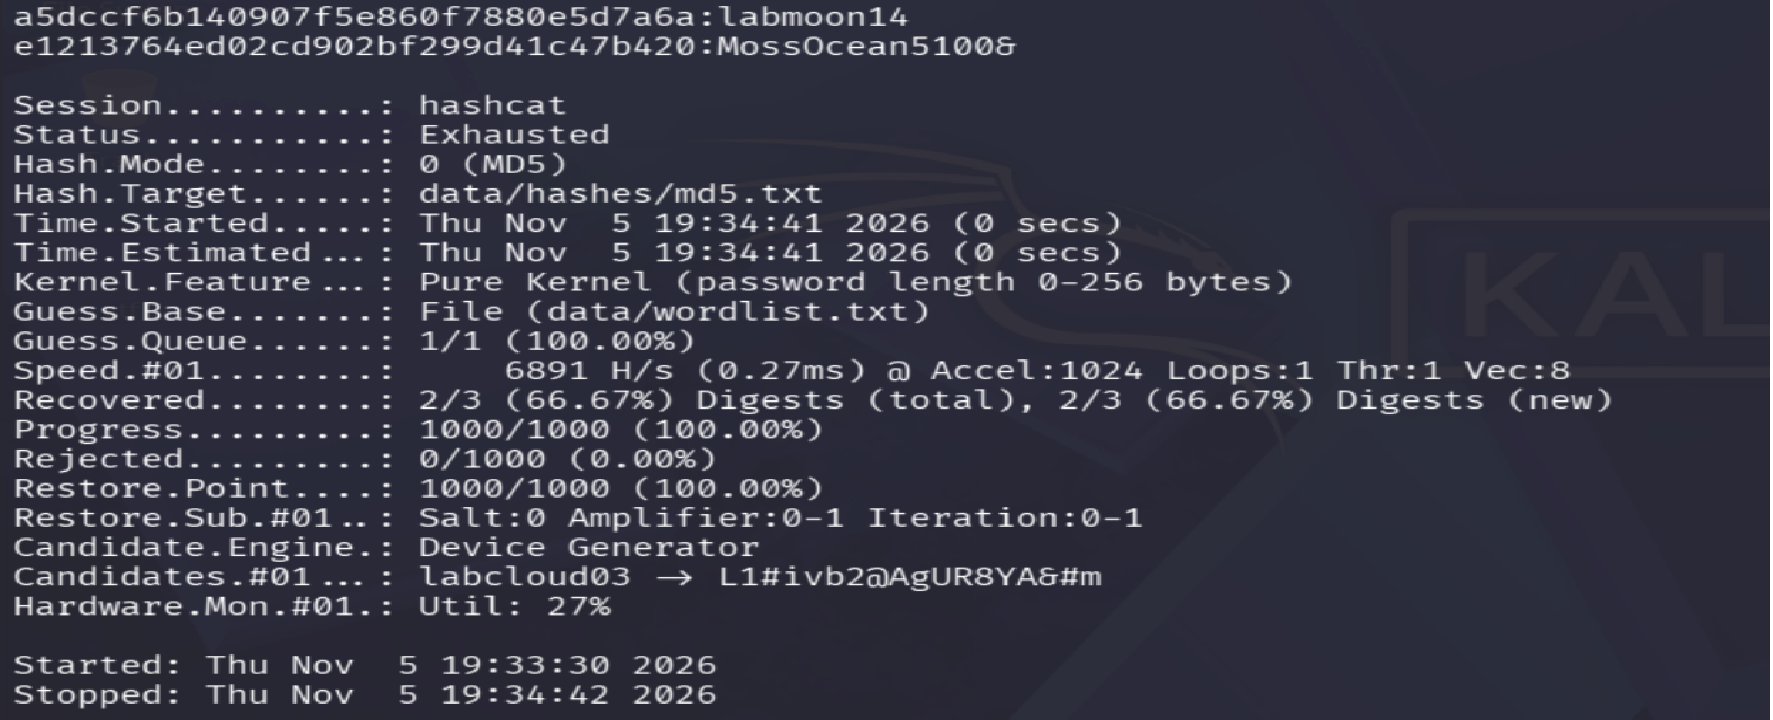 a5dccf6b140907f5e860f7880e5d7a6a:labmoon14
e1213764ed02cd902bf299d41c47b420:MossOcean5100&

Session..........: hashcat
Status...........: Exhausted
Hash.Mode........: 0 (MD5)
Hash.Target......: data/hashes/md5.txt
Time.Started.....: Thu Nov  5 19:34:41 2026 (0 secs)
Time.Estimated...: Thu Nov  5 19:34:41 2026 (0 secs)
Kernel.Feature...: Pure Kernel (password length 0-256 bytes)
Guess.Base.......: File (data/wordlist.txt)
Guess.Queue......: 1/1 (100.00%)
Speed.#01........:     6891 H/s (0.27ms) @ Accel:1024 Loops:1 Thr:1 Vec:8
Recovered........: 2/3 (66.67%) Digests (total), 2/3 (66.67%) Digests (new)
Progress.........: 1000/1000 (100.00%)
Rejected.........: 0/1000 (0.00%)
Restore.Point....: 1000/1000 (100.00%)
Restore.Sub.#01..: Salt:0 Amplifier:0-1 Iteration:0-1
Candidate.Engine.: Device Generator
Candidates.#01...: labcloud03 -> L1#ivb2@AgUR8YA&#m
Hardware.Mon.#01.: Util: 27%

Started: Thu Nov  5 19:33:30 2026
Stopped: Thu Nov  5 19:34:42 2026
KAL